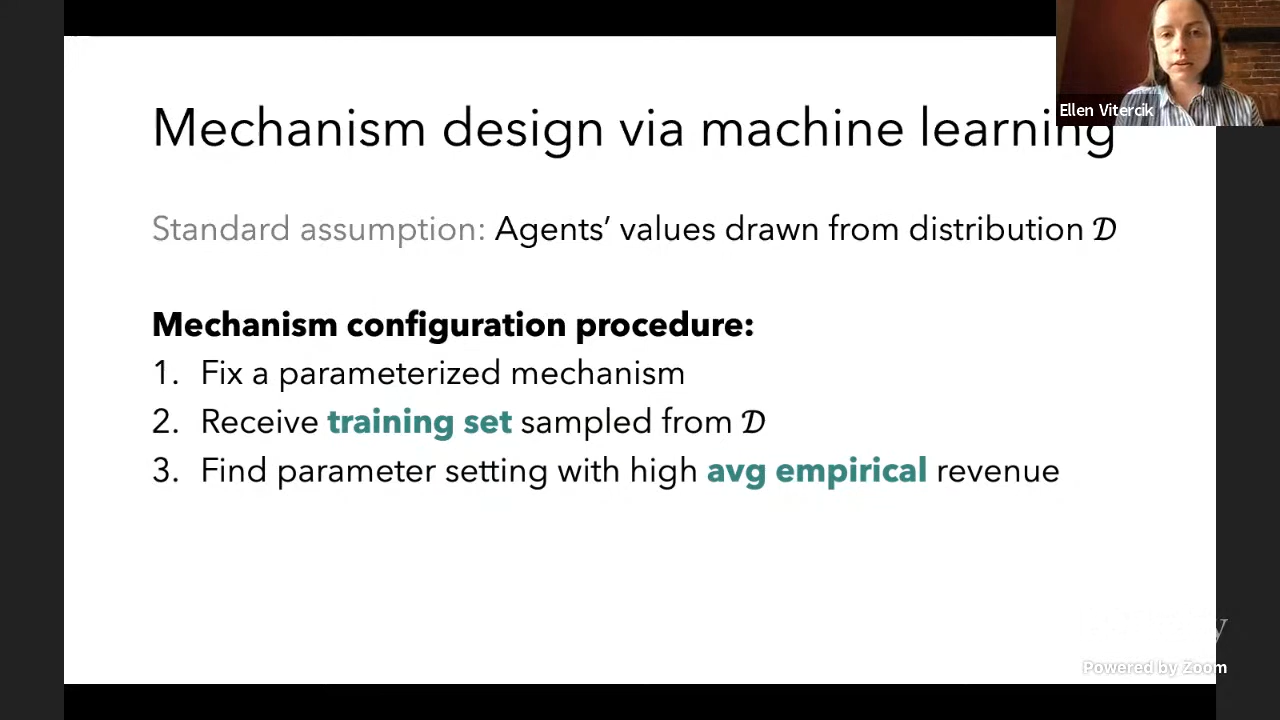 Mechanism design via machine learning
Ellen Vitercik
Standard assumption: Agents’ values drawn from distribution 𝓓
Mechanism configuration procedure:
1. Fix a parameterized mechanism
2. Receive training set sampled from 𝓓
3. Find parameter setting with high avg empirical revenue
Powered by Zoom